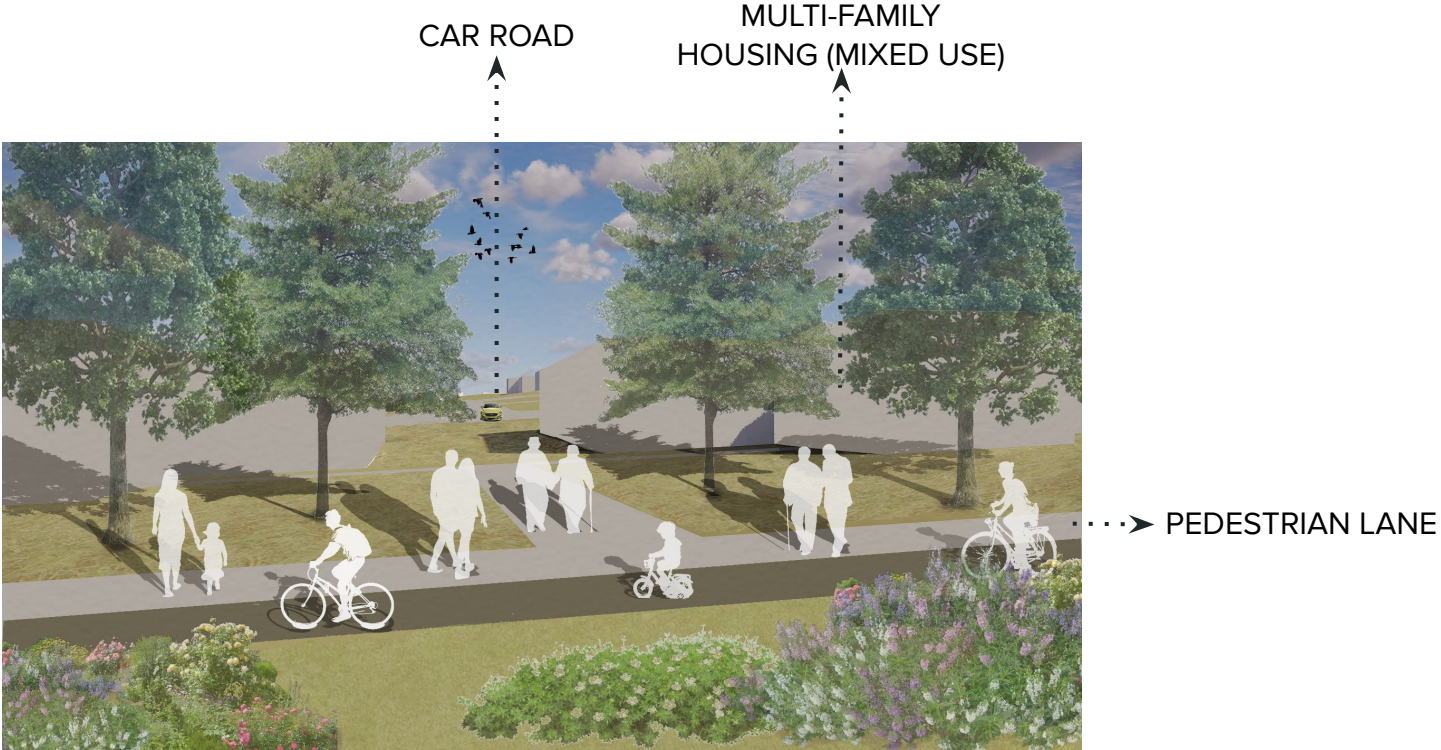 CAR ROAD
MULTI-FAMILY
HOUSING (MIXED USE)
PEDESTRIAN LANE